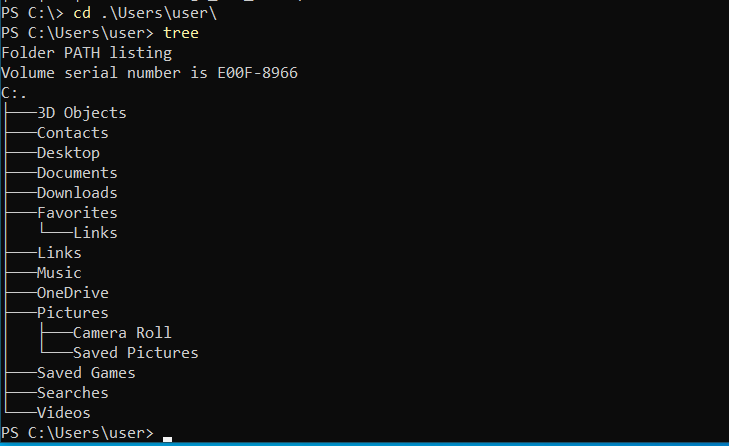 PS C:\> cd .\Users\user\
PS C:\Users\user> tree
Folder PATH listing
Volume serial number is E00F-8966
C:.
├───3D Objects
├───Contacts
├───Desktop
├───Documents
├───Downloads
├───Favorites
│   └───Links
├───Links
├───Music
├───OneDrive
├───Pictures
│   ├───Camera Roll
│   └───Saved Pictures
├───Saved Games
├───Searches
└───Videos
PS C:\Users\user>